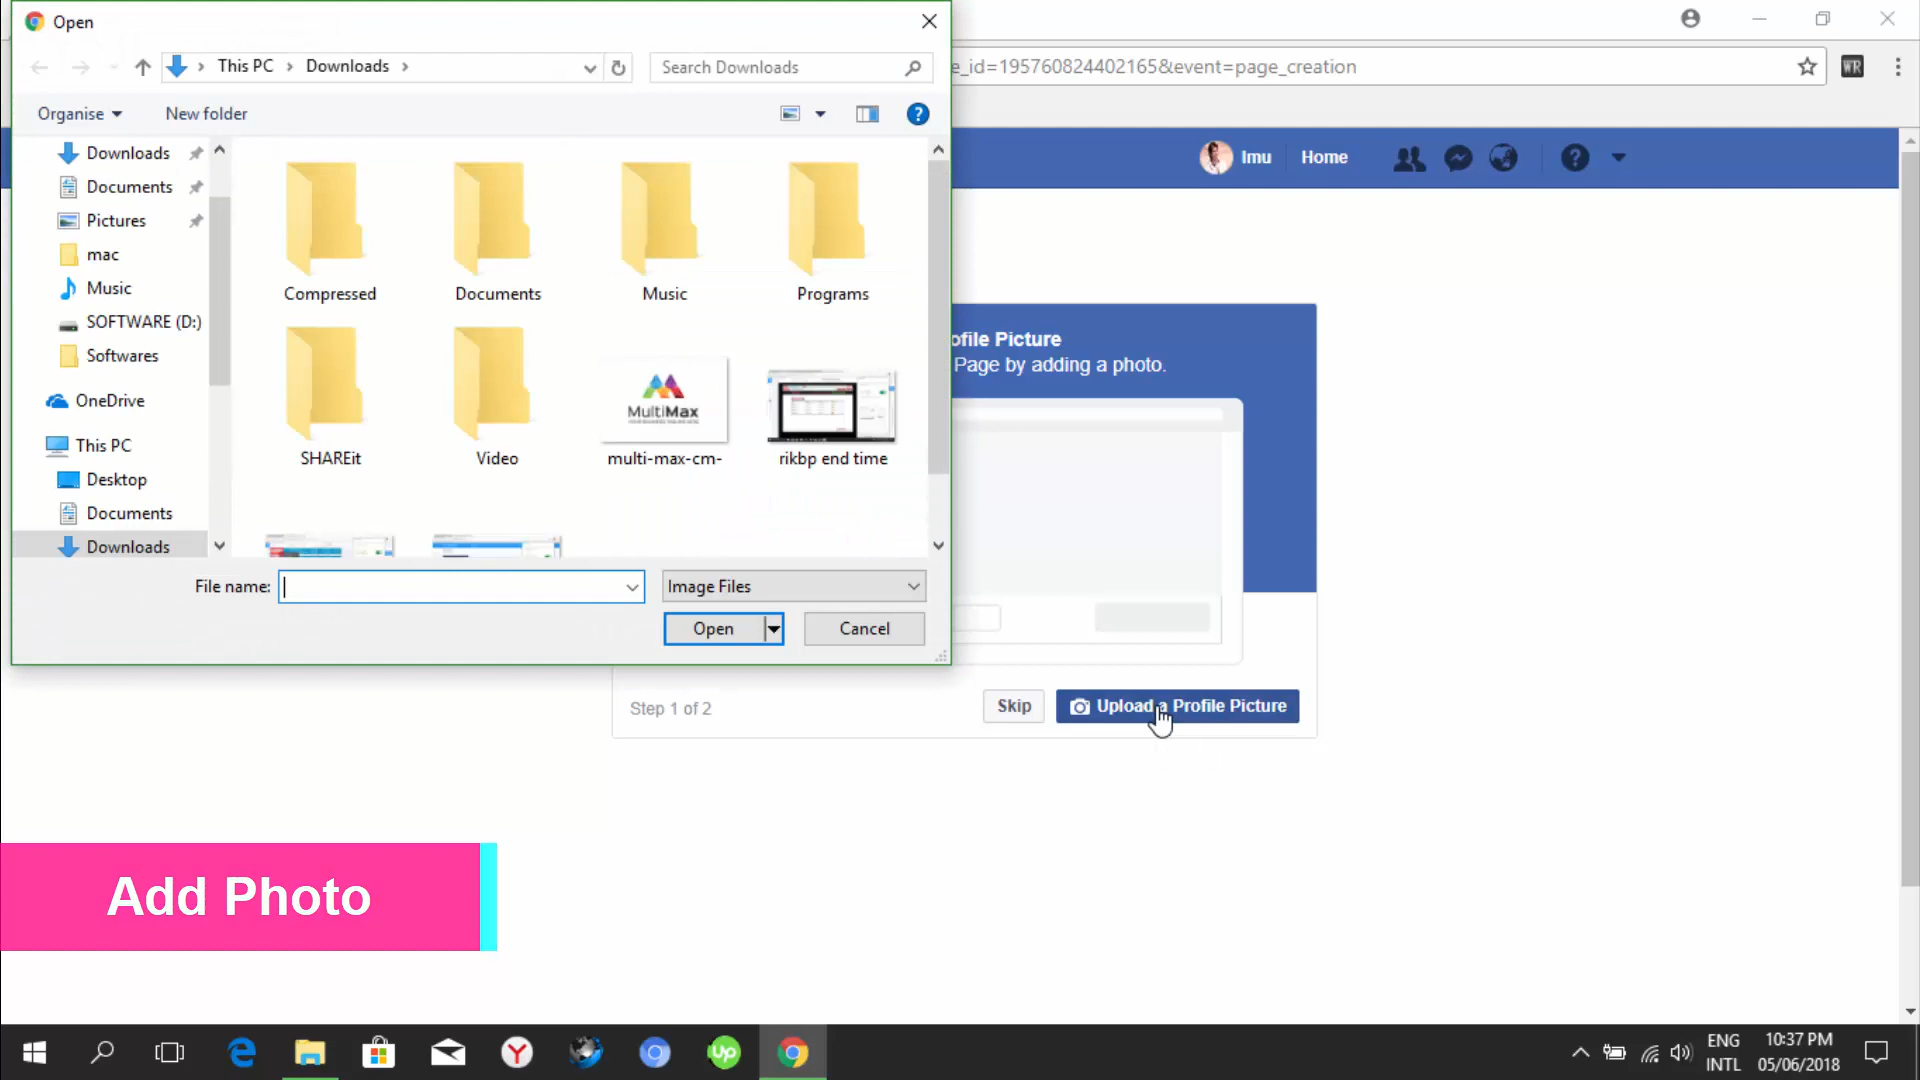 Open
This PC
Downloads
Search Downloads
e_id=195760824402165&event=page_creation
WR
Organise
New folder
Imu
Home
Downloads
Documents
Pictures
mac
Music
SOFTWARE (D:)
Softwares
OneDrive
This PC
Desktop
Documents
Downloads
Compressed
Documents
Music
Programs
SHAREit
Video
MultiMax
multi-max-cm-
rikbp end time
ofile Picture
Page by adding a photo.
File name:
Image Files
Open
Cancel
Step 1 of 2
Skip
Upload a Profile Picture
Add Photo
Up
ENG
INTL
10:37 PM
05/06/2018